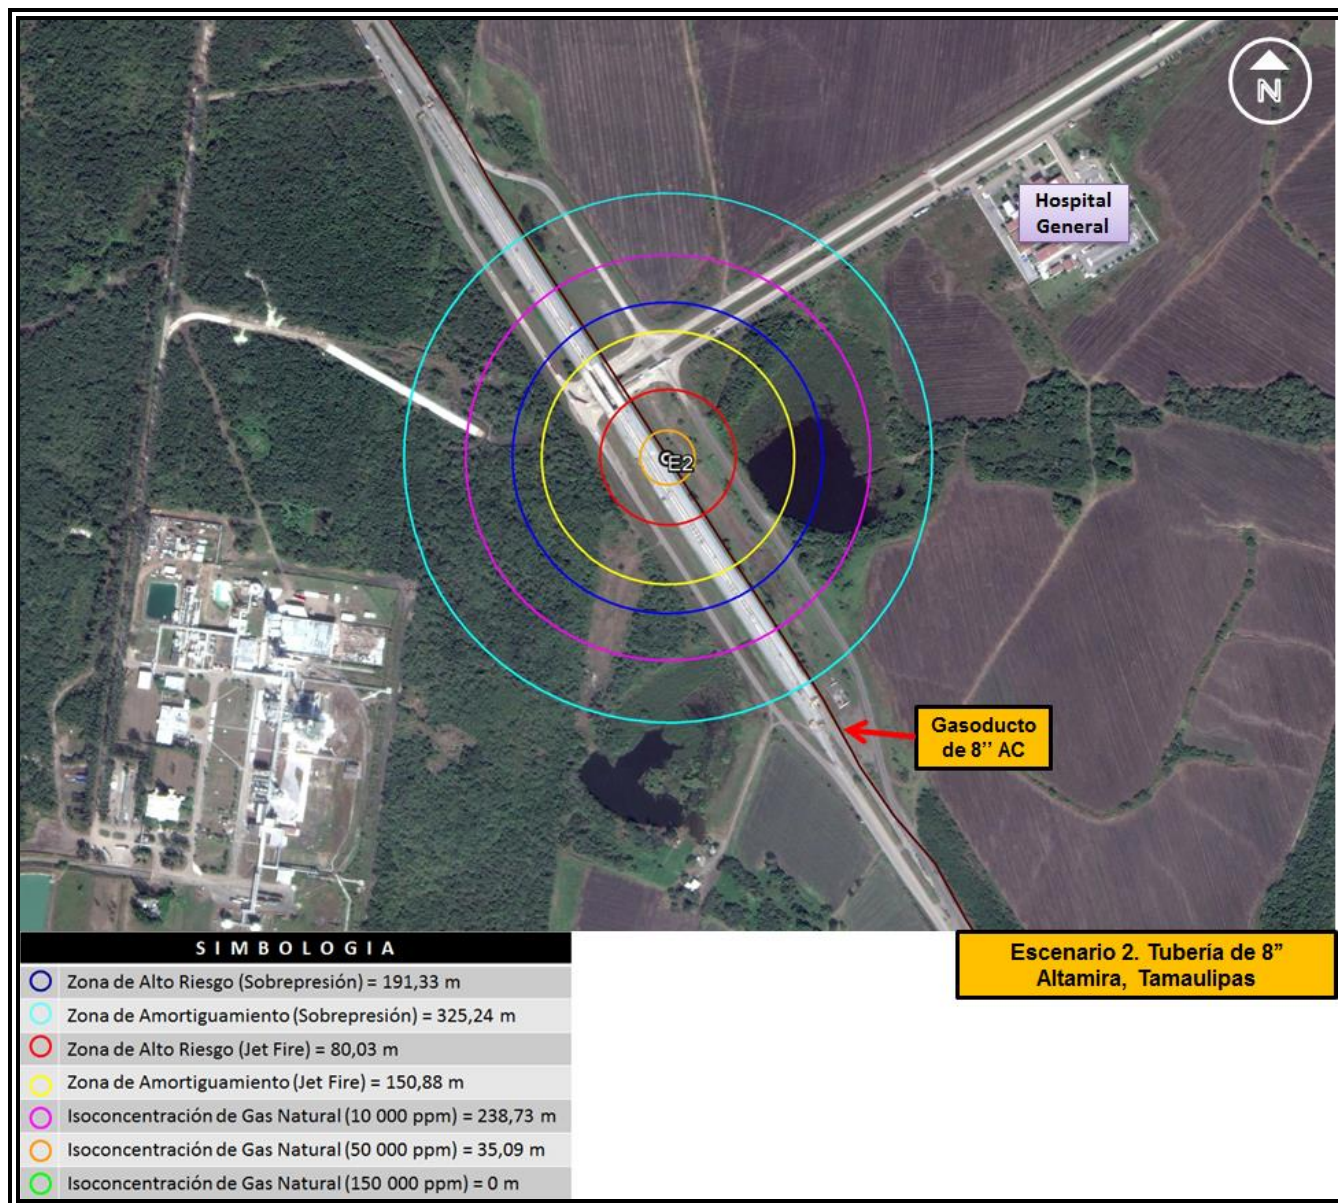 N
Hospital
General
E2
Gasoducto
de 8’’ AC
Escenario 2. Tubería de 8”
Altamira, Tamaulipas
SIMBOLOGIA
Zona de Alto Riesgo (Sobrepresión) = 191,33 m
Zona de Amortiguamiento (Sobrepresión) = 325,24 m
Zona de Alto Riesgo (Jet Fire) = 80,03 m
Zona de Amortiguamiento (Jet Fire) = 150,88 m
Isoconcentración de Gas Natural (10 000 ppm) = 238,73 m
Isoconcentración de Gas Natural (50 000 ppm) = 35,09 m
Isoconcentración de Gas Natural (150 000 ppm) = 0 m